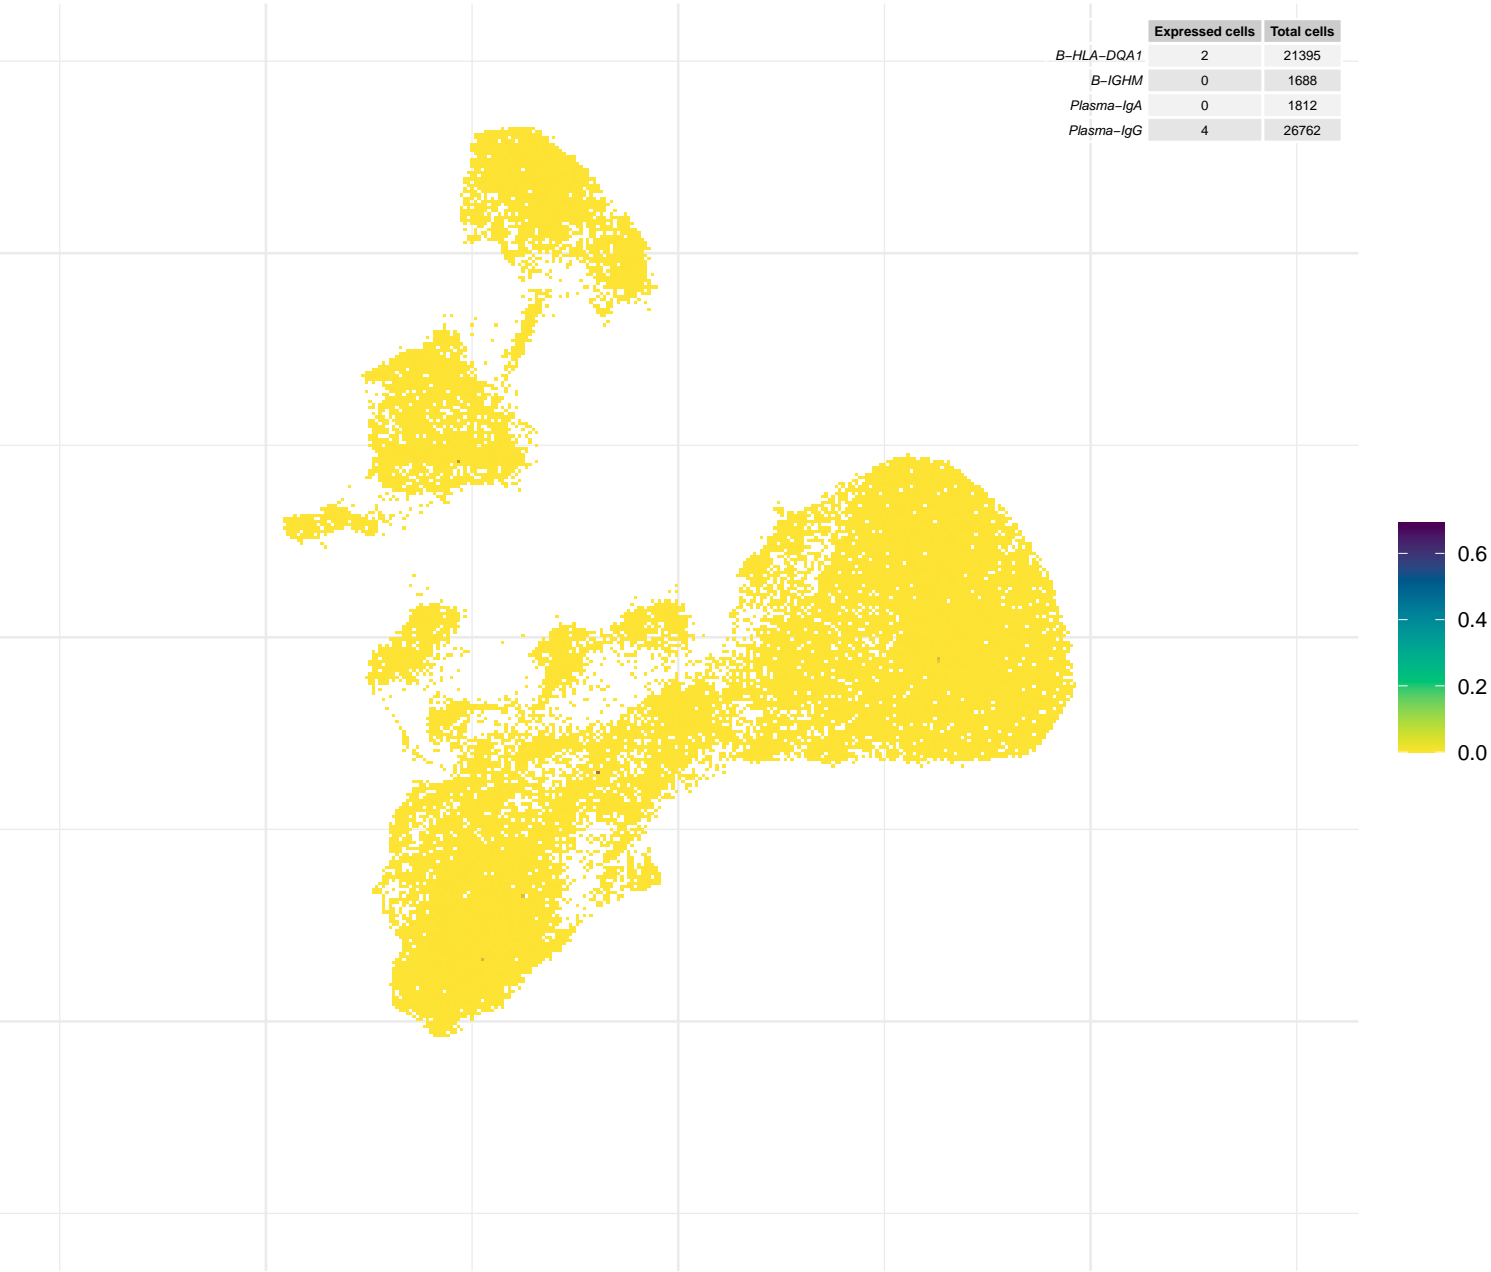 Expressed cells Total cells
B−HLA−DQA1 2 21395
B−IGHM 0 1688
Plasma−IgA 0 1812
Plasma−IgG 4 26762
0.6
0.4
0.2
0.0